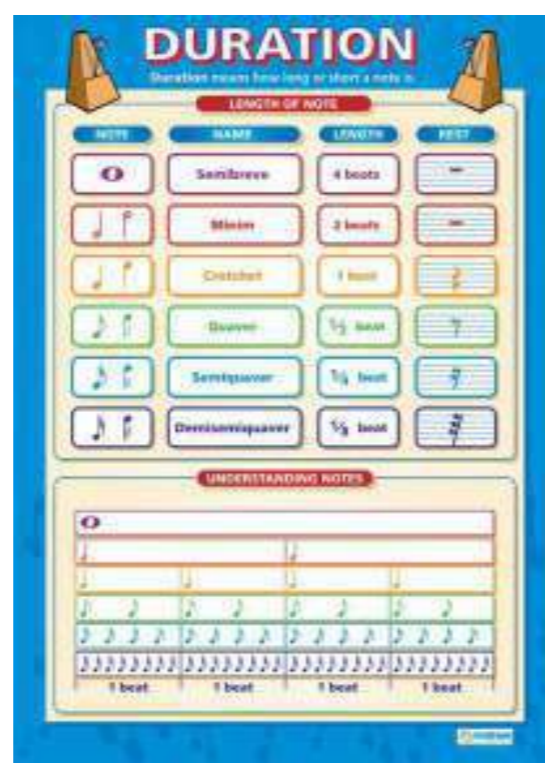 DURATION
Duration means how long or short a note is
LENGTH OF NOTE
NOTE NAME LENGTH REST
Semibreve 4 beats
Minim 2 beats
Crotchet 1 beat
Quaver 1/2 beat
Semiquaver 1/4 beat
Demisemiquaver 1/8 beat
UNDERSTANDING NOTES
1 beat 1 beat 1 beat 1 beat